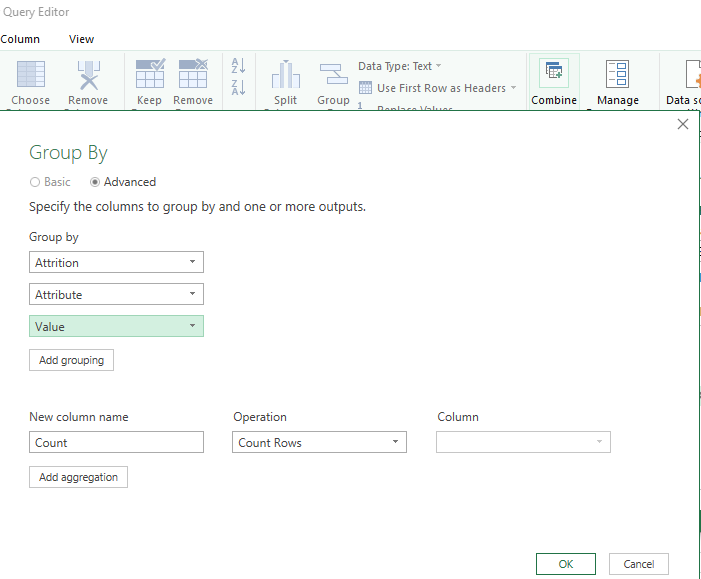 Query Editor
Column View
Choose Remove Keep Remove Split Group Combine Manage
Data Type: Text
Use First Row as Headers
Replace Values
Group By
Basic Advanced
Specify the columns to group by and one or more outputs.
Group by
Attrition
Attribute
Value
Add grouping
New column name Operation Column
Count Count Rows
Add aggregation
OK Cancel